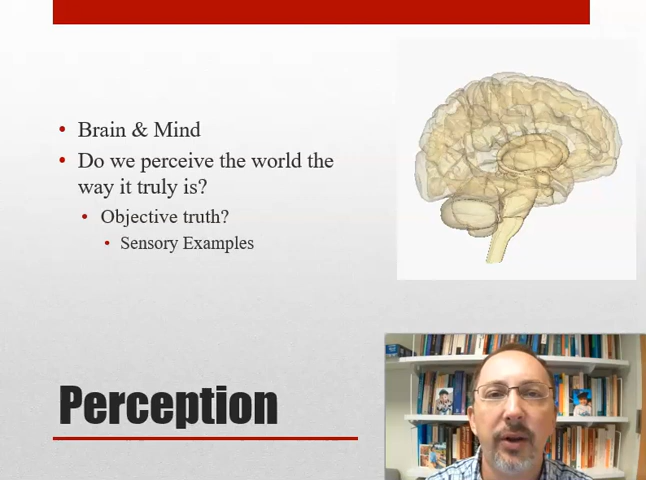 Brain & Mind
Do we perceive the world the
way it truly is?
Objective truth?
Sensory Examples
Perception